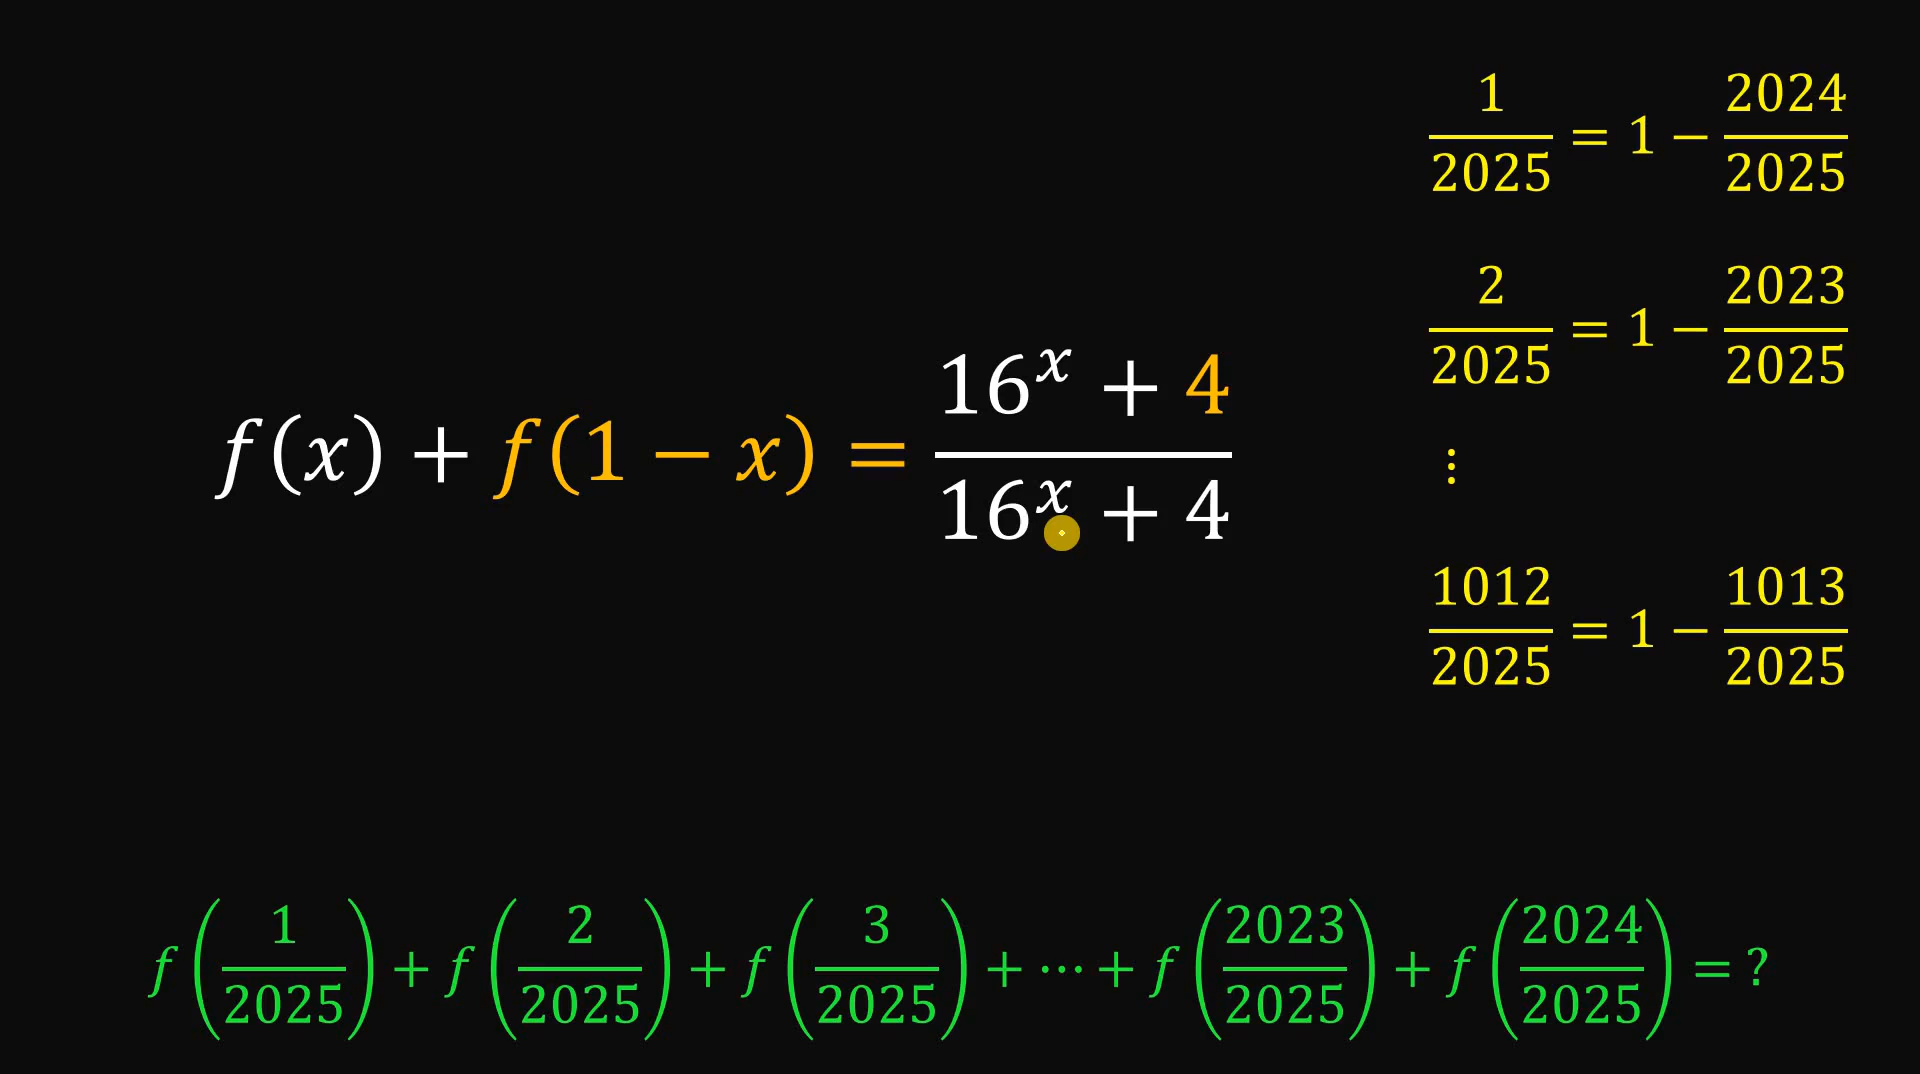 1/2025 = 1 − 2024/2025
2/2025 = 1 − 2023/2025
⋮
f(x) + f(1 − x) = (16^x + 4)/(16^x + 4)
1012/2025 = 1 − 1013/2025
f(1/2025) + f(2/2025) + f(3/2025) + ⋯ + f(2023/2025) + f(2024/2025) = ?